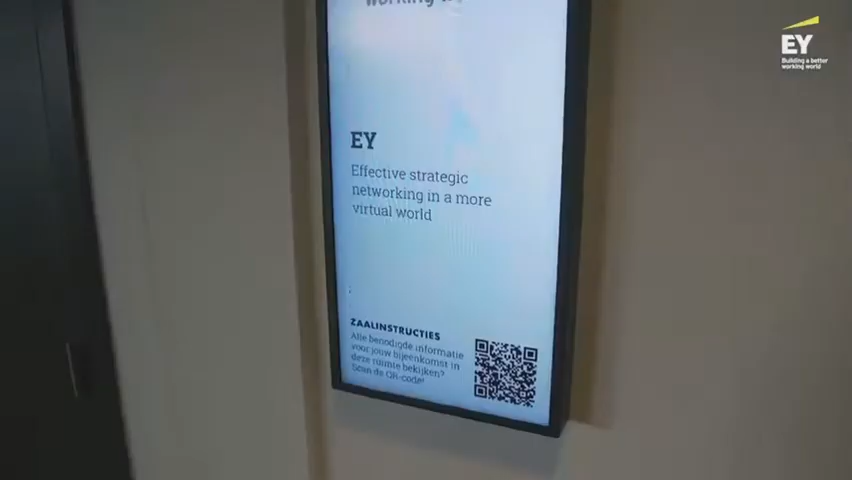 working w
EY
Building a better
working world
EY
Effective strategic
networking in a more
virtual world
ZAALINSTRUCTIES
Alle benodigde informatie
voor jouw bijeenkomst in
deze ruimte bekijken?
Scan de QR-code!